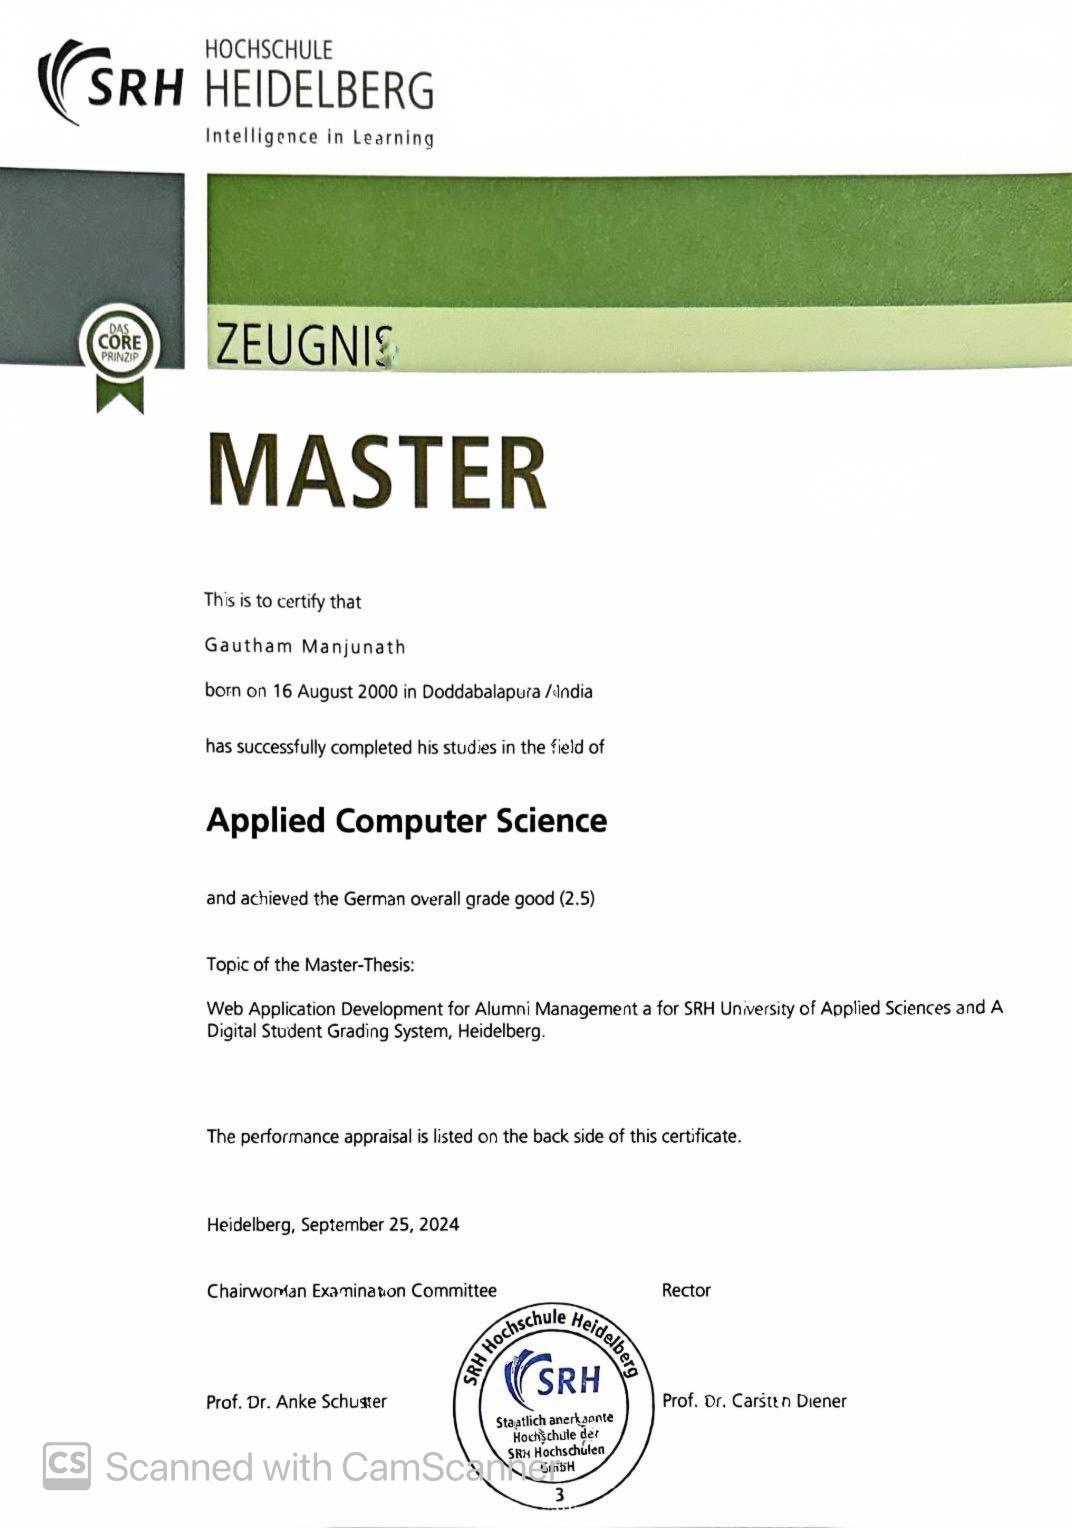 SRH HOCHSCHULE
HEIDELBERG
Intelligence in Learning
DAS
CORE
PRINZIP
ZEUGNIS
MASTER
This is to certify that
Gautham Manjunath
born on 16 August 2000 in Doddabalapura / India
has successfully completed his studies in the field of
Applied Computer Science
and achieved the German overall grade good (2.5)
Topic of the Master-Thesis:
Web Application Development for Alumni Management a for SRH University of Applied Sciences and A
Digital Student Grading System, Heidelberg.
The performance appraisal is listed on the back side of this certificate.
Heidelberg, September 25, 2024
Chairwoman Examination Committee Rector
Prof. Dr. Anke Schuster Prof. Dr. Carsten Diener
SRH Hochschule Heidelberg
SRH
Staatlich anerkannte
Hochschule der
SRH Hochschulen
GmbH
3
CS Scanned with CamScanner